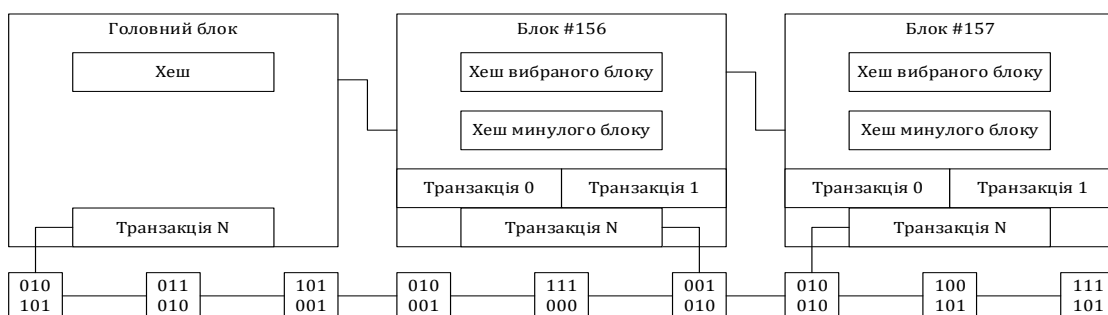 Головний блок
Хеш
Транзакція N
Блок #156
Хеш вибраного блоку
Хеш минулого блоку
Транзакція 0
Транзакція 1
Транзакція N
Блок #157
Хеш вибраного блоку
Хеш минулого блоку
Транзакція 0
Транзакція 1
Транзакція N
010
101
011
010
101
001
010
001
111
000
001
010
010
010
100
101
111
101